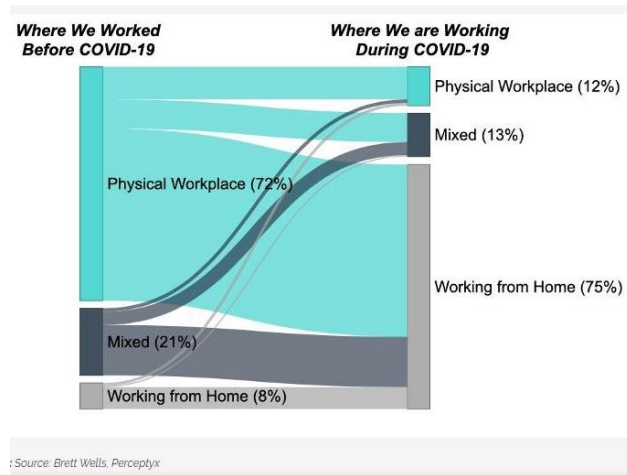 Where We Worked
Before COVID-19
Where We are Working
During COVID-19
Physical Workplace (72%)
Mixed (21%)
Working from Home (8%)
Physical Workplace (12%)
Mixed (13%)
Working from Home (75%)
: Source: Brett Wells, Perceptyx